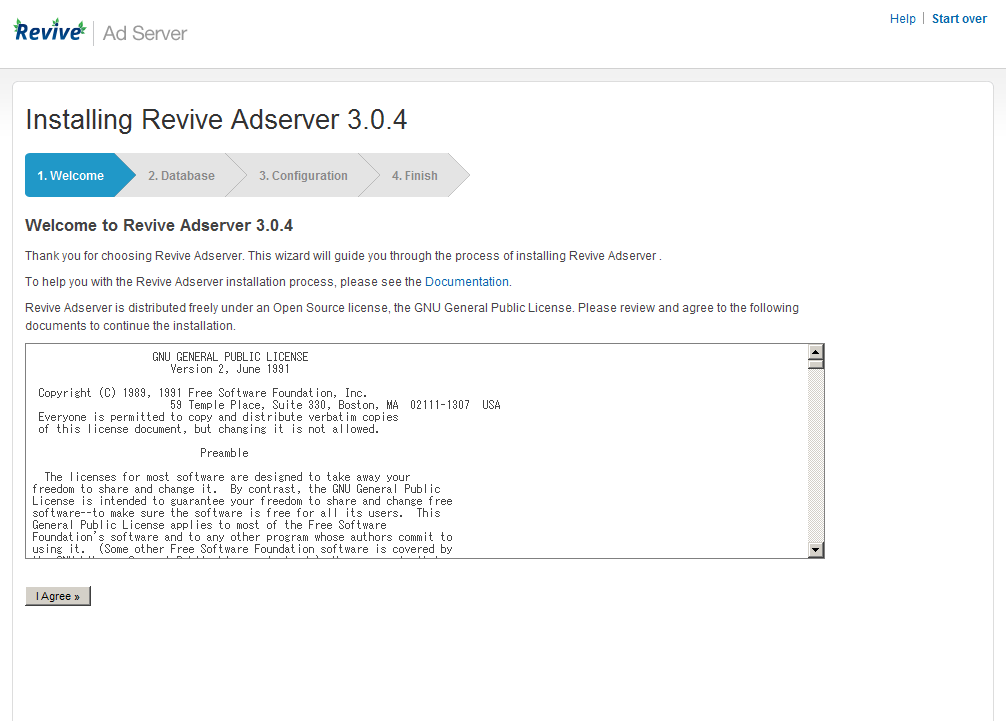 Revive Ad Server
Help Start over
Installing Revive Adserver 3.0.4
1. Welcome 2. Database 3. Configuration 4. Finish
Welcome to Revive Adserver 3.0.4
Thank you for choosing Revive Adserver. This wizard will guide you through the process of installing Revive Adserver .
To help you with the Revive Adserver installation process, please see the Documentation.
Revive Adserver is distributed freely under an Open Source license, the GNU General Public License. Please review and agree to the following
documents to continue the installation.
GNU GENERAL PUBLIC LICENSE
Version 2, June 1991
Copyright (C) 1989, 1991 Free Software Foundation, Inc.
59 Temple Place, Suite 330, Boston, MA 02111-1307 USA
Everyone is permitted to copy and distribute verbatim copies
of this license document, but changing it is not allowed.
Preamble
The licenses for most software are designed to take away your
freedom to share and change it. By contrast, the GNU General Public
License is intended to guarantee your freedom to share and change free
software--to make sure the software is free for all its users. This
General Public License applies to most of the Free Software
Foundation's software and to any other program whose authors commit to
using it. (Some other Free Software Foundation software is covered by
I Agree »